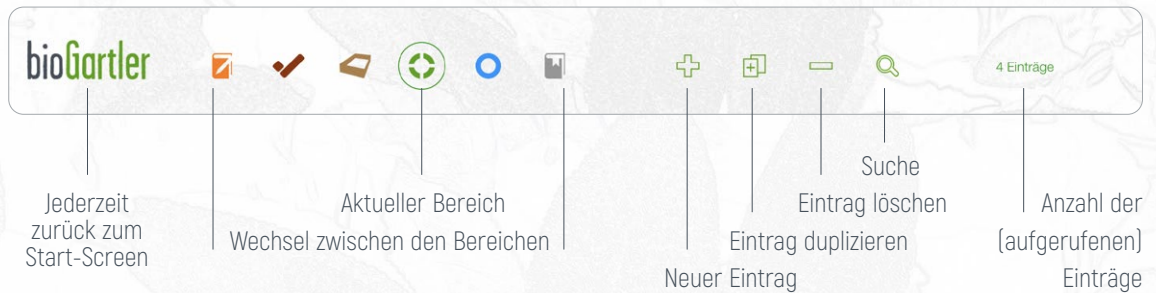 bioGartler
4 Einträge
Jederzeit
zurück zum
Start-Screen
Aktueller Bereich
Wechsel zwischen den Bereichen
Suche
Eintrag löschen
Eintrag duplizieren
Neuer Eintrag
Anzahl der
(aufgerufenen)
Einträge